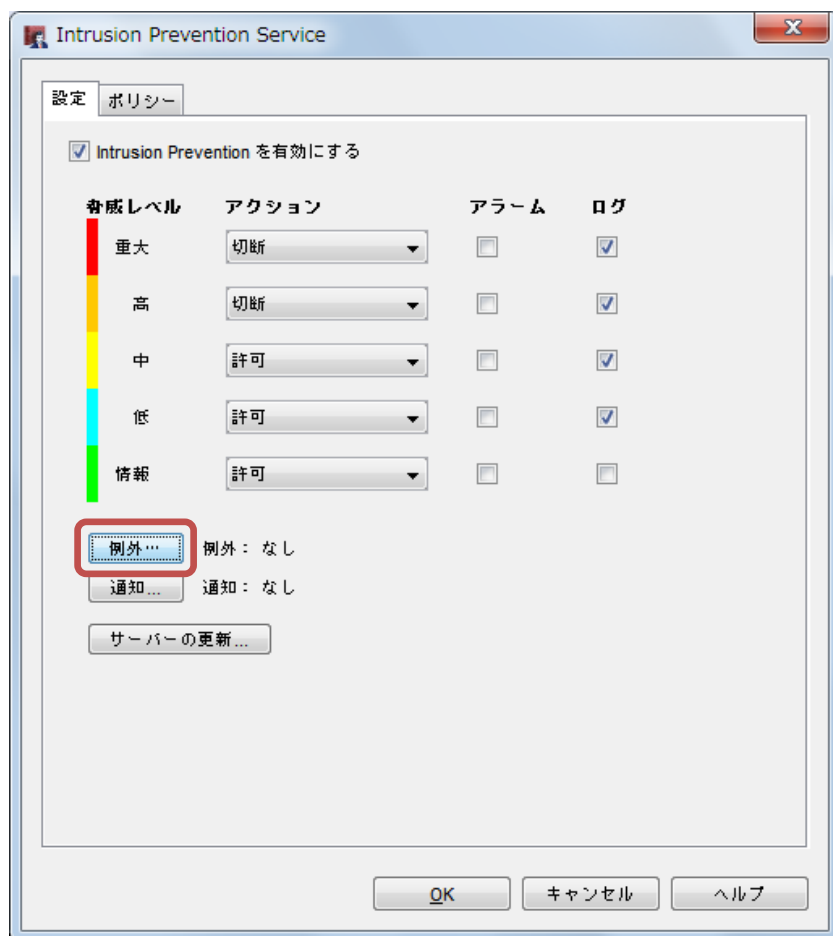 Intrusion Prevention Service
設定 ポリシー
Intrusion Prevention を有効にする
脅威レベル アクション アラーム ログ
重大 切断
高 切断
中 許可
低 許可
情報 許可
例外… 例外： なし
通知... 通知： なし
サーバーの更新...
OK キャンセル ヘルプ